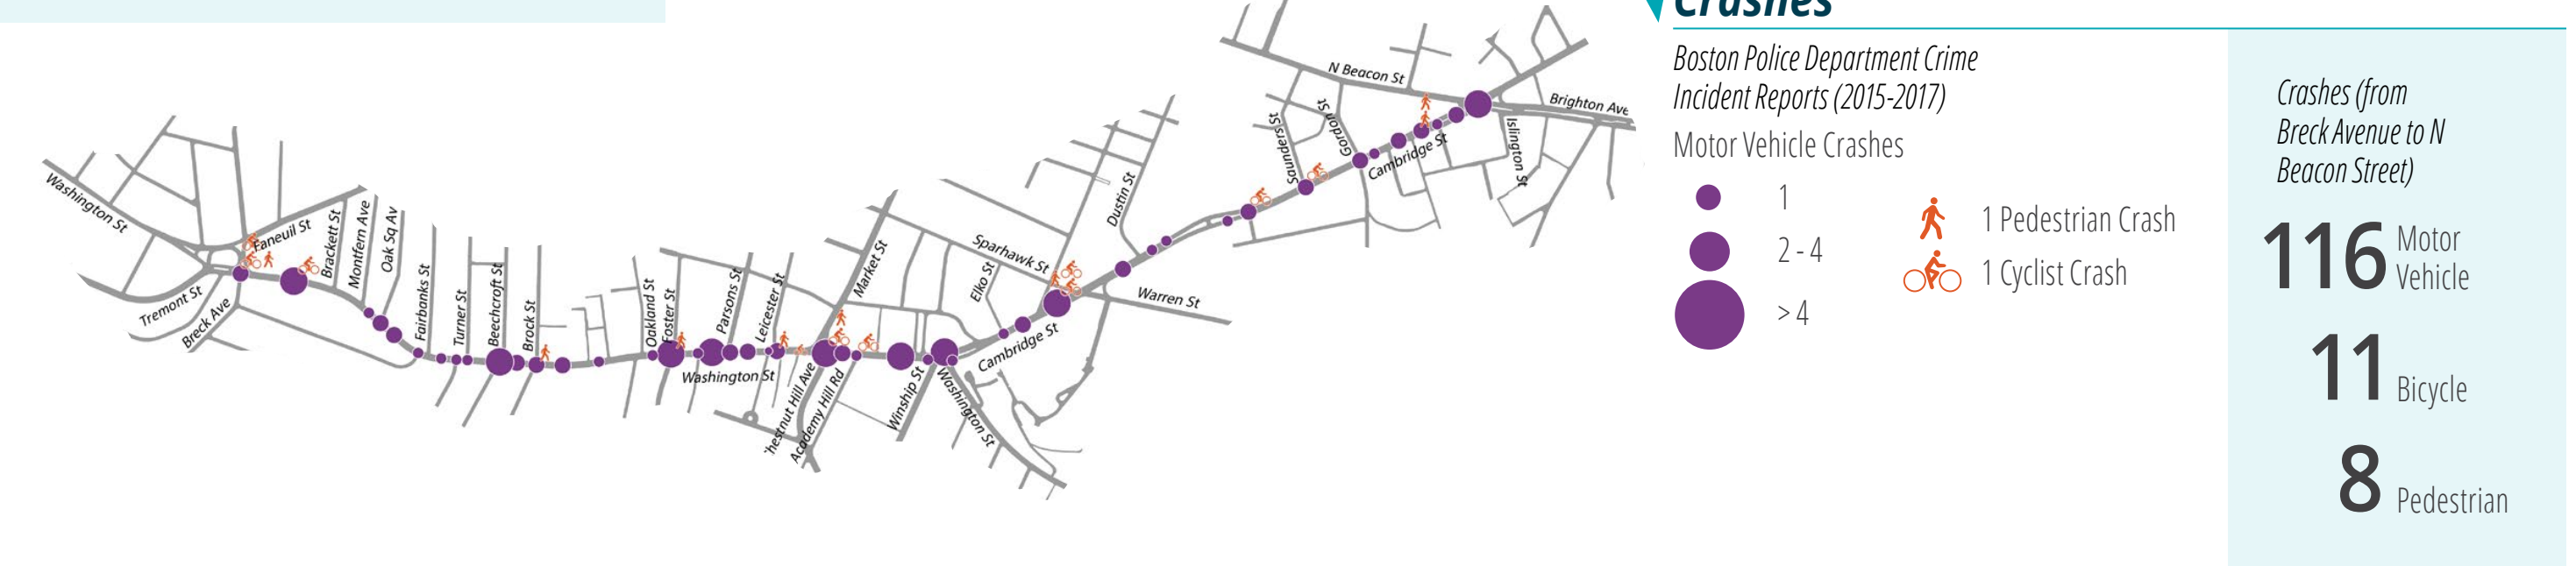 Crashes
Boston Police Department Crime
Incident Reports (2015-2017)
Motor Vehicle Crashes
1
2 - 4
> 4
1 Pedestrian Crash
1 Cyclist Crash
Crashes (from
Breck Avenue to N
Beacon Street)
116 Motor
Vehicle
11 Bicycle
8 Pedestrian
Washington St
Faneuil St
Tremont St
Breck Ave
Brackett St
Montfern Ave
Oak Sq Av
Fairbanks St
Turner St
Beechcroft St
Brock St
Oakland St
Foster St
Parsons St
Leicester St
Washington St
Market St
hestnut Hill Ave
Academy Hill Rd
Winship St
Washington St
Elko St
Sparhawk St
Cambridge St
Warren St
Dustin St
Saunders St
Gordon St
N Beacon St
Cambridge St
Islington St
Brighton Ave